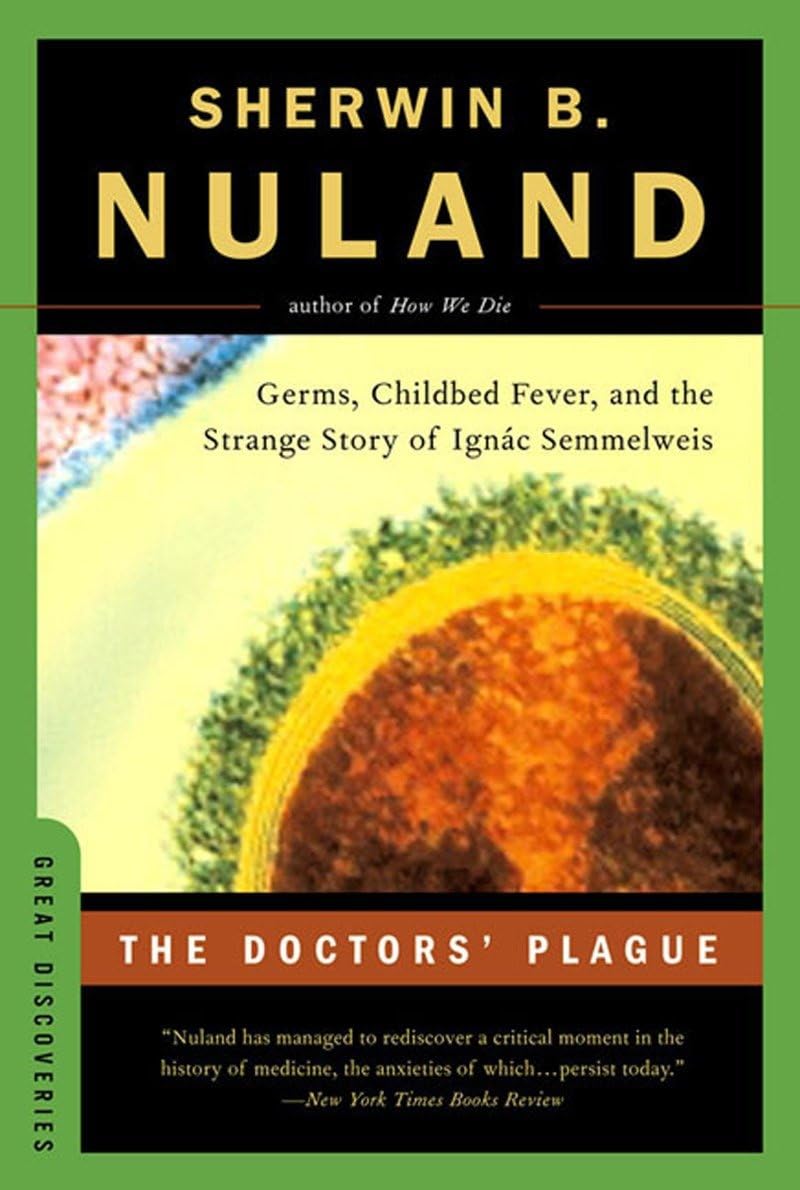 SHERWIN B.
NULAND
author of How We Die
Germs, Childbed Fever, and the
Strange Story of Ignác Semmelweis
GREAT DISCOVERIES
THE DOCTORS’ PLAGUE
“Nuland has managed to rediscover a critical moment in the
history of medicine, the anxieties of which...persist today.”
—New York Times Books Review